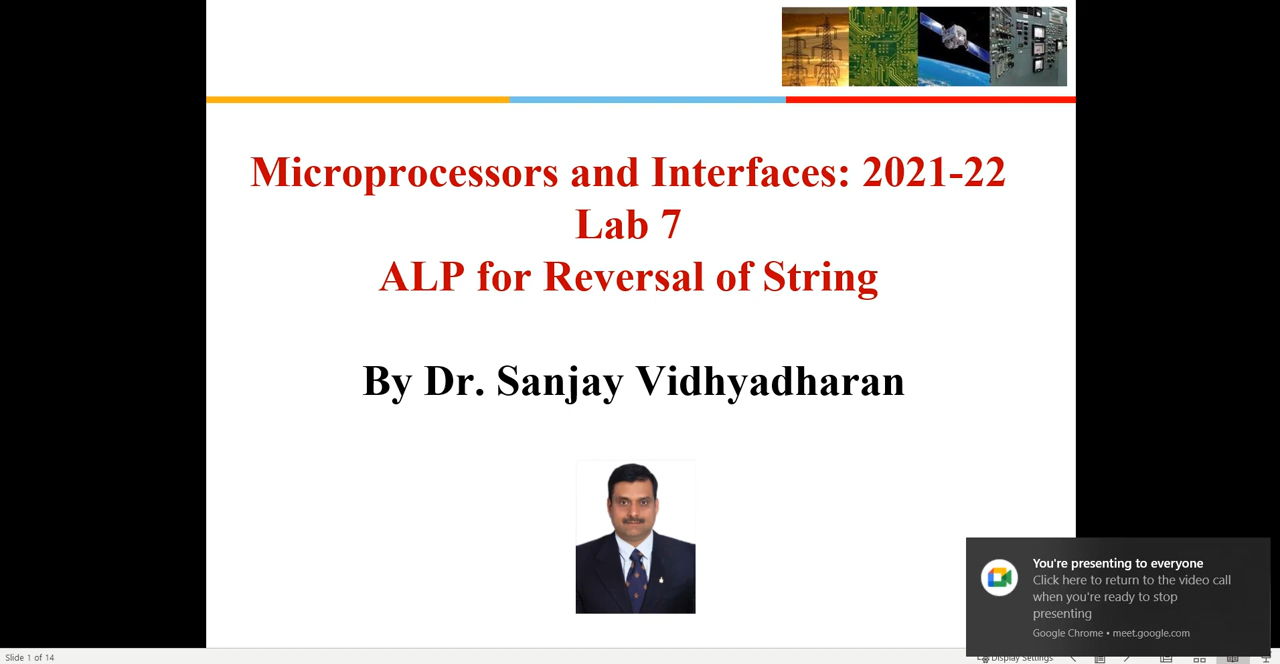 Microprocessors and Interfaces: 2021-22
Lab 7
ALP for Reversal of String
By Dr. Sanjay Vidhyadharan
You're presenting to everyone
Click here to return to the video call
when you're ready to stop
presenting
Google Chrome • meet.google.com
Slide 1 of 14
Display Settings